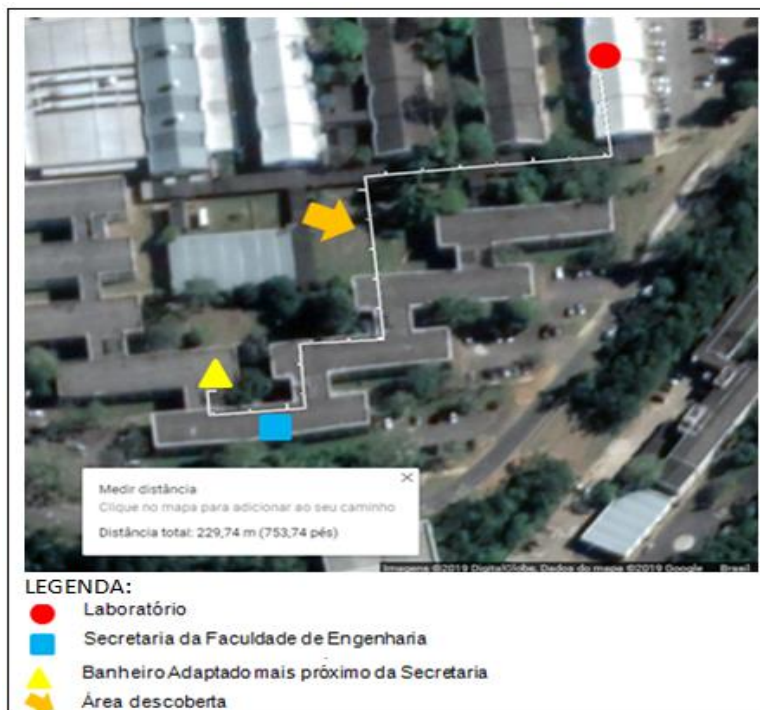 Medir distância
Clique no mapa para adicionar ao seu caminho
Distância total: 229,74 m (753,74 pés)
Imagens ©2019 DigitalGlobe, Dados do mapa ©2019 Google Brasil
LEGENDA:
Laboratório
Secretaria da Faculdade de Engenharia
Banheiro Adaptado mais próximo da Secretaria
Área descoberta